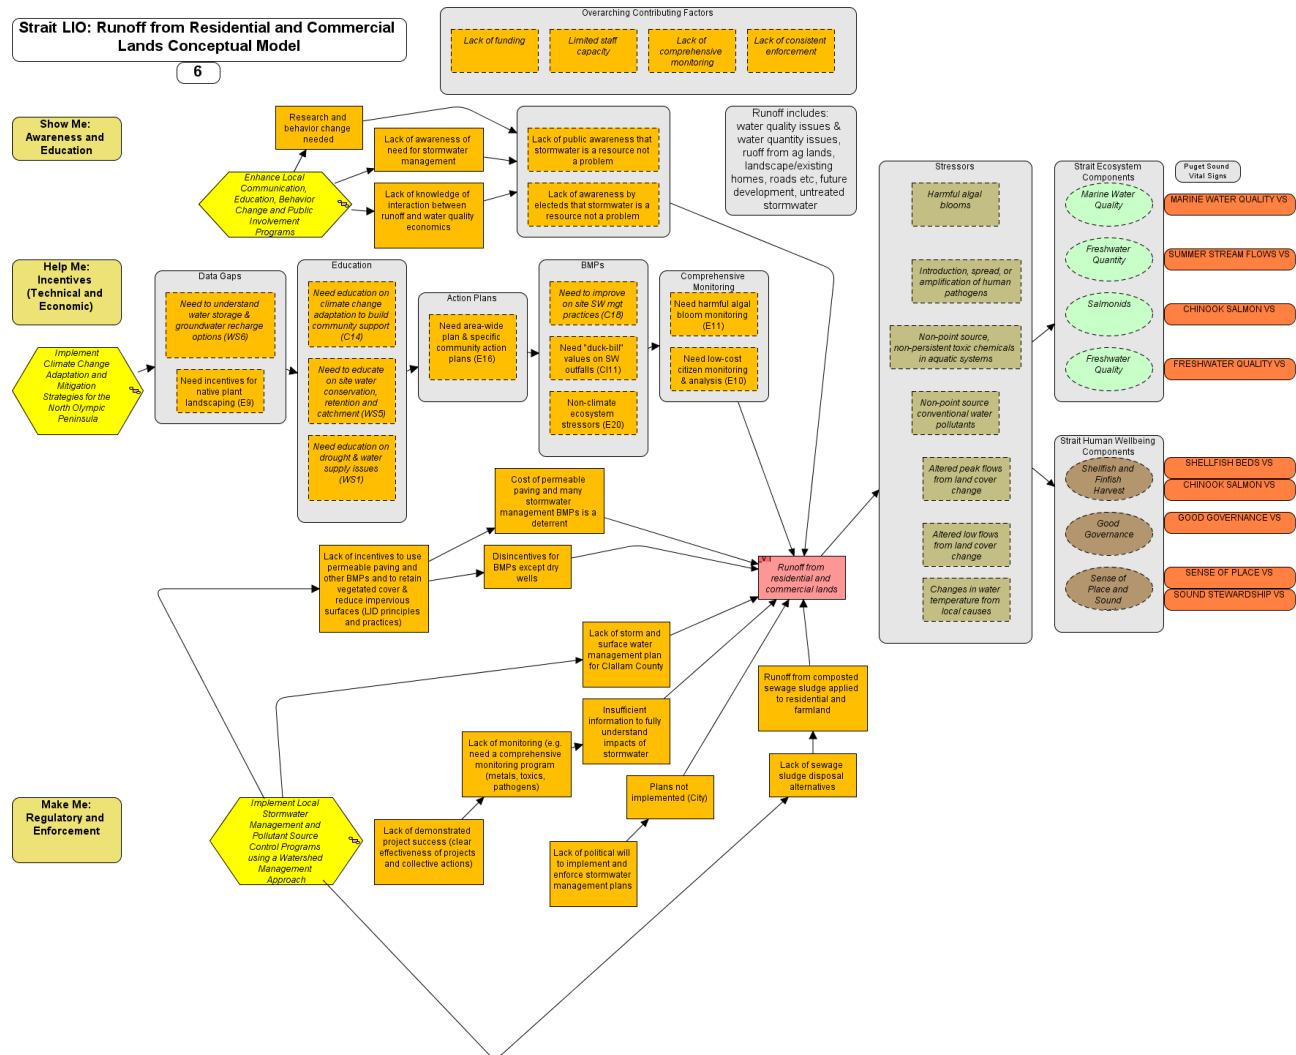 Strait LIO: Runoff from Residential and Commercial
Lands Conceptual Model
6
Overarching Contributing Factors
Lack of funding
Limited staff
capacity
Lack of
comprehensive
monitoring
Lack of consistent
enforcement
Show Me:
Awareness and
Education
Research and
behavior change
needed
Lack of awareness of
need for stormwater
management
Lack of knowledge of
interaction between
runoff and water quality
economics
Enhance Local
Communication,
Education, Behavior
Change and Public
Involvement
Programs
Lack of public awareness that
stormwater is a resource not
a problem
Lack of awareness by
electeds that stormwater is a
resource not a problem
Runoff includes:
water quality issues &
water quantity issues,
ruoff from ag lands,
landscape/existing
homes, roads etc, future
development, untreated
stormwater
Help Me:
Incentives
(Technical and
Economic)
Implement
Climate Change
Adaptation and
Mitigation
Strategies for the
North Olympic
Peninsula
Data Gaps
Need to understand
water storage &
groundwater recharge
options (WS6)
Need incentives for
native plant
landscaping (E9)
Education
Need education on
climate change
adaptation to build
community support
(C14)
Need to educate
on site water
conservation,
retention and
catchment (WS5)
Need education on
drought & water
supply issues
(WS1)
Action Plans
Need area-wide
plan & specific
community action
plans (E16)
BMPs
Need to improve
on site SW mgt
practices (C18)
Need "duck-bill"
values on SW
outfalls (CI11)
Non-climate
ecosystem
stressors (E20)
Comprehensive
Monitoring
Need harmful algal
bloom monitoring
(E11)
Need low-cost
citizen monitoring
& analysis (E10)
Cost of permeable
paving and many
stormwater
management BMPs is a
deterrent
Lack of incentives to use
permeable paving and
other BMPs and to retain
vegetated cover &
reduce impervious
surfaces (LID principles
and practices)
Disincentives for
BMPs except dry
wells
Runoff from
residential and
commercial lands
Lack of storm and
surface water
management plan
for Clallam County
Insufficient
information to fully
understand
impacts of
stormwater
Lack of monitoring (e.g.
need a comprehensive
monitoring program
(metals, toxics,
pathogens)
Lack of demonstrated
project success (clear
effectiveness of projects
and collective actions)
Plans not
implemented (City)
Lack of political will
to implement and
enforce stormwater
management plans
Runoff from composted
sewage sludge applied
to residential and
farmland
Lack of sewage
sludge disposal
alternatives
Make Me:
Regulatory and
Enforcement
Implement Local
Stormwater
Management and
Pollutant Source
Control Programs
using a Watershed
Management
Approach
Stressors
Harmful algal
blooms
Introduction, spread, or
amplification of human
pathogens
Non-point source,
non-persistent toxic chemicals
in aquatic systems
Non-point source
conventional water
pollutants
Altered peak flows
from land cover
change
Altered low flows
from land cover
change
Changes in water
temperature from
local causes
Strait Ecosystem
Components
Marine Water
Quality
Freshwater
Quantity
Salmonids
Freshwater
Quality
Strait Human Wellbeing
Components
Shellfish and
Finfish
Harvest
Good
Governance
Sense of
Place and
Sound
Puget Sound
Vital Signs
MARINE WATER QUALITY VS
SUMMER STREAM FLOWS VS
CHINOOK SALMON VS
FRESHWATER QUALITY VS
SHELLFISH BEDS VS
CHINOOK SALMON VS
GOOD GOVERNANCE VS
SENSE OF PLACE VS
SOUND STEWARDSHIP VS